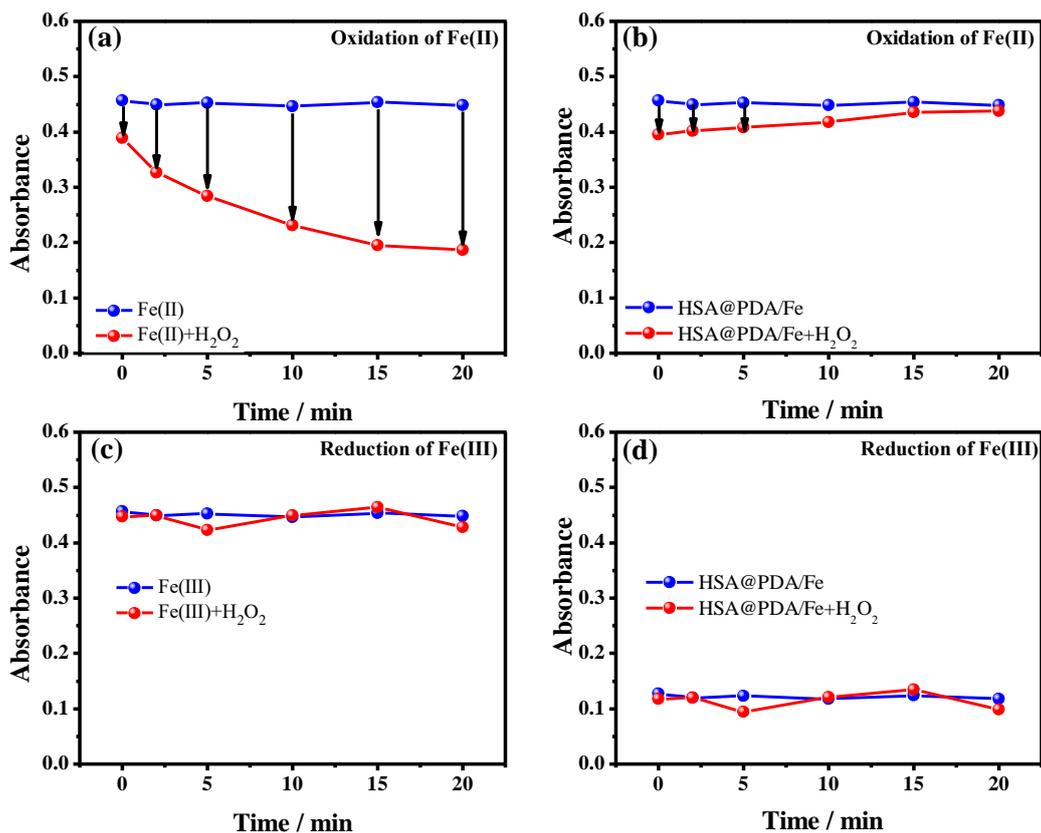 (a)
Oxidation of Fe(II)
0.6
0.5
0.4
0.3
0.2
0.1
0.0
Absorbance
Fe(II)
Fe(II)+H₂O₂
0 5 10 15 20
Time / min
(b)
Oxidation of Fe(II)
0.6
0.5
0.4
0.3
0.2
0.1
0.0
Absorbance
HSA@PDA/Fe
HSA@PDA/Fe+H₂O₂
0 5 10 15 20
Time / min
(c)
Reduction of Fe(III)
0.6
0.5
0.4
0.3
0.2
0.1
0.0
Absorbance
Fe(III)
Fe(III)+H₂O₂
0 5 10 15 20
Time / min
(d)
Reduction of Fe(III)
0.6
0.5
0.4
0.3
0.2
0.1
0.0
Absorbance
HSA@PDA/Fe
HSA@PDA/Fe+H₂O₂
0 5 10 15 20
Time / min